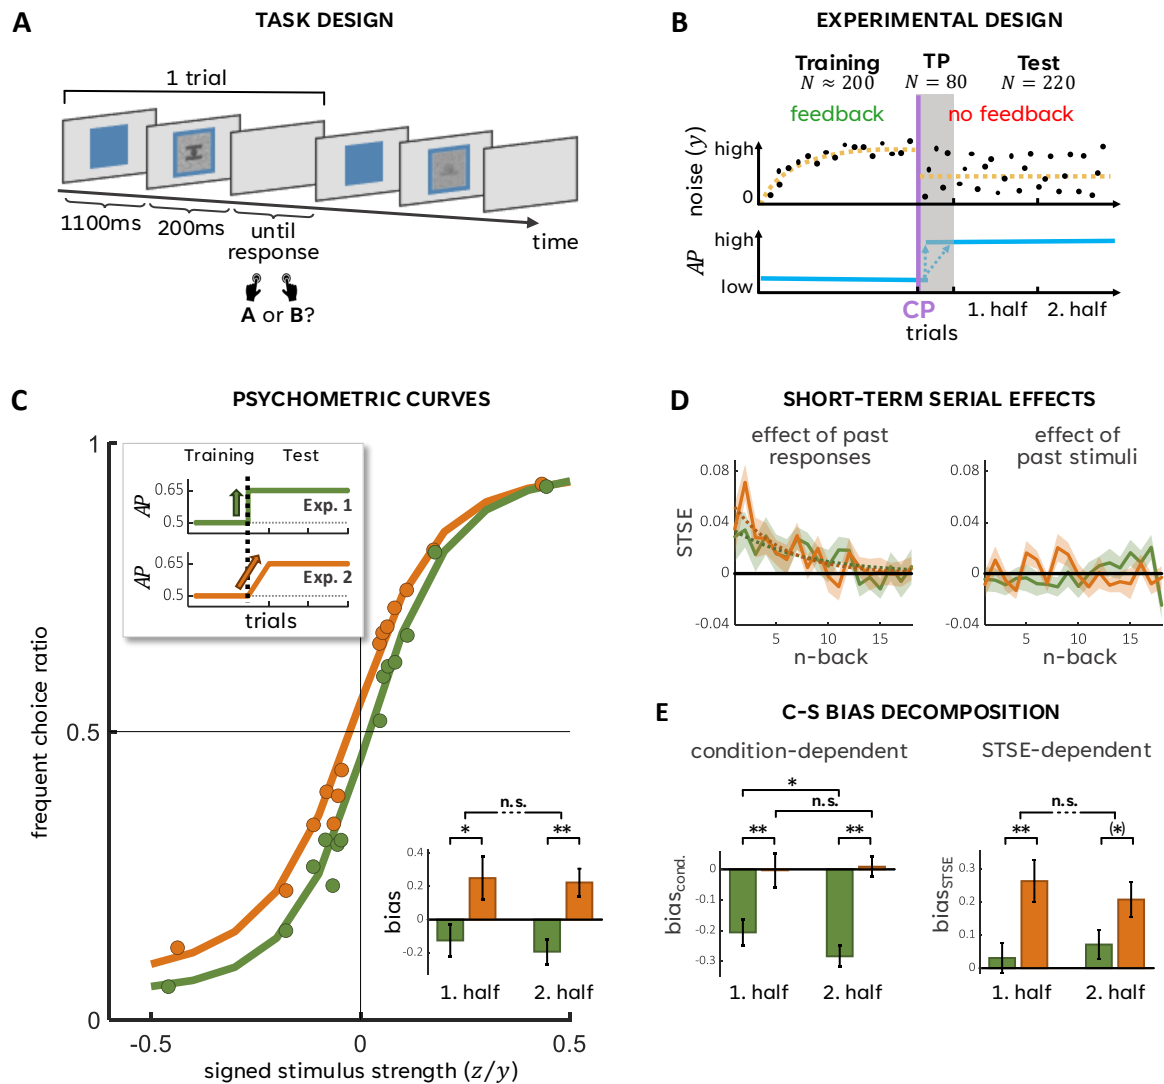 A
TASK DESIGN
1 trial
1100ms
200ms
until
response
time
A or B?
B
EXPERIMENTAL DESIGN
Training
N ≈ 200
TP
N = 80
Test
N = 220
feedback
no feedback
noise (y)
high
0
AP
high
low
CP
1. half
2. half
trials
C
PSYCHOMETRIC CURVES
1
0.5
0
frequent choice ratio
-0.5
0
0.5
signed stimulus strength (z/y)
Training
Test
AP
0.65
0.5
Exp. 1
AP
0.65
0.5
Exp. 2
trials
n.s.
*
**
bias
0.4
0.2
0
-0.2
1. half
2. half
D
SHORT-TERM SERIAL EFFECTS
effect of past
responses
STSE
0.08
0.04
0
-0.04
5
10
15
n-back
effect of
past stimuli
0.08
0.04
0
-0.04
5
10
15
n-back
E
C-S BIAS DECOMPOSITION
condition-dependent
*
n.s.
**
**
biascond.
0
-0.1
-0.2
-0.3
1. half
2. half
STSE-dependent
n.s.
**
(*)
biasSTSE
0.3
0.2
0.1
0
1. half
2. half